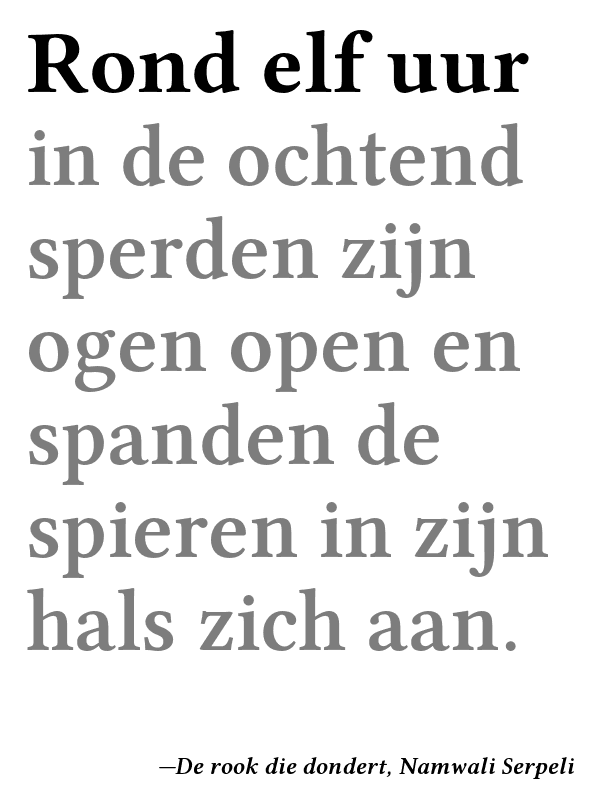 Rond elf uur
in de ochtend
sperden zijn
ogen open en
spanden de
spieren in zijn
hals zich aan.
—De rook die dondert, Namwali Serpeli